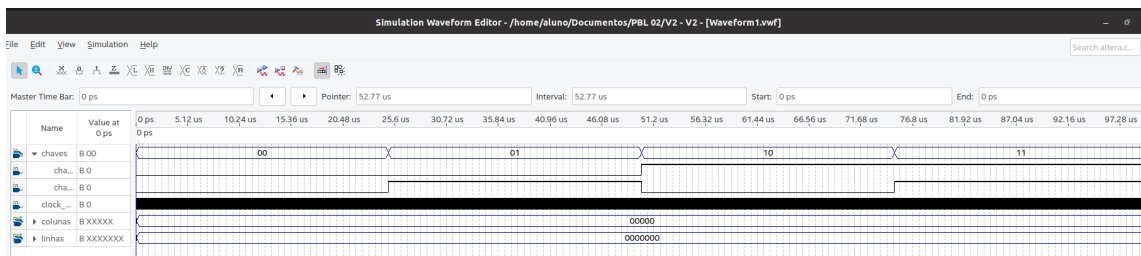 Simulation Waveform Editor - /home/aluno/Documentos/PBL 02/V2 - V2 - [Waveform1.vwf]
File Edit View Simulation Help
Search altera.c...
Master Time Bar: 0 ps Pointer: 52.77 us Interval: 52.77 us Start: 0 ps End: 0 ps
Name Value at 0 ps
0 ps 5.12 us 10.24 us 15.36 us 20.48 us 25.6 us 30.72 us 35.84 us 40.96 us 46.08 us 51.2 us 56.32 us 61.44 us 66.56 us 71.68 us 76.8 us 81.92 us 87.04 us 92.16 us 97.28 us
0 ps
chaves B 00 00 01 10 11
cha... B 0
cha... B 0
clock_... B 0
colunas B XXXXX 00000
linhas B XXXXXXX 0000000